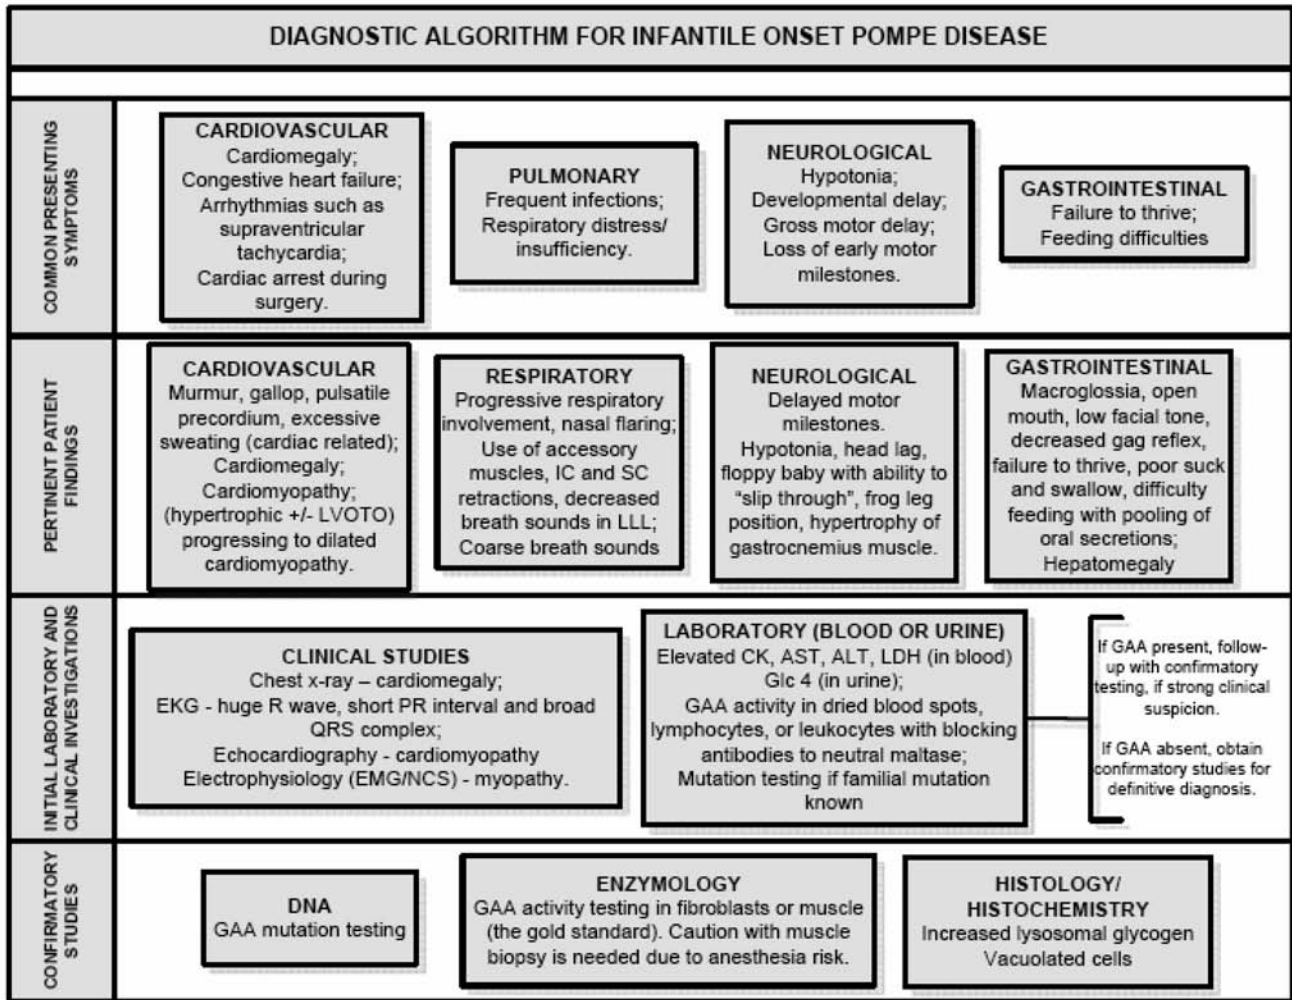 DIAGNOSTIC ALGORITHM FOR INFANTILE ONSET POMPE DISEASE
COMMON PRESENTING
SYMPTOMS
CARDIOVASCULAR
Cardiomegaly;
Congestive heart failure;
Arrhythmias such as
supraventricular
tachycardia;
Cardiac arrest during
surgery.
PULMONARY
Frequent infections;
Respiratory distress/
insufficiency.
NEUROLOGICAL
Hypotonia;
Developmental delay;
Gross motor delay;
Loss of early motor
milestones.
GASTROINTESTINAL
Failure to thrive;
Feeding difficulties
PERTINENT PATIENT
FINDINGS
CARDIOVASCULAR
Murmur, gallop, pulsatile
precordium, excessive
sweating (cardiac related);
Cardiomegaly;
Cardiomyopathy;
(hypertrophic +/- LVOTO)
progressing to dilated
cardiomyopathy.
RESPIRATORY
Progressive respiratory
involvement, nasal flaring;
Use of accessory
muscles, IC and SC
retractions, decreased
breath sounds in LLL;
Coarse breath sounds
NEUROLOGICAL
Delayed motor
milestones.
Hypotonia, head lag,
floppy baby with ability to
“slip through”, frog leg
position, hypertrophy of
gastrocnemius muscle.
GASTROINTESTINAL
Macroglossia, open
mouth, low facial tone,
decreased gag reflex,
failure to thrive, poor suck
and swallow, difficulty
feeding with pooling of
oral secretions;
Hepatomegaly
INITIAL LABORATORY AND
CLINICAL INVESTIGATIONS
CLINICAL STUDIES
Chest x-ray – cardiomegaly;
EKG - huge R wave, short PR interval and broad
QRS complex;
Echocardiography - cardiomyopathy
Electrophysiology (EMG/NCS) - myopathy.
LABORATORY (BLOOD OR URINE)
Elevated CK, AST, ALT, LDH (in blood)
Glc 4 (in urine);
GAA activity in dried blood spots,
lymphocytes, or leukocytes with blocking
antibodies to neutral maltase;
Mutation testing if familial mutation
known
If GAA present, follow-
up with confirmatory
testing, if strong clinical
suspicion.
If GAA absent, obtain
confirmatory studies for
definitive diagnosis.
CONFIRMATORY
STUDIES
DNA
GAA mutation testing
ENZYMOLOGY
GAA activity testing in fibroblasts or muscle
(the gold standard). Caution with muscle
biopsy is needed due to anesthesia risk.
HISTOLOGY/
HISTOCHEMISTRY
Increased lysosomal glycogen
Vacuolated cells